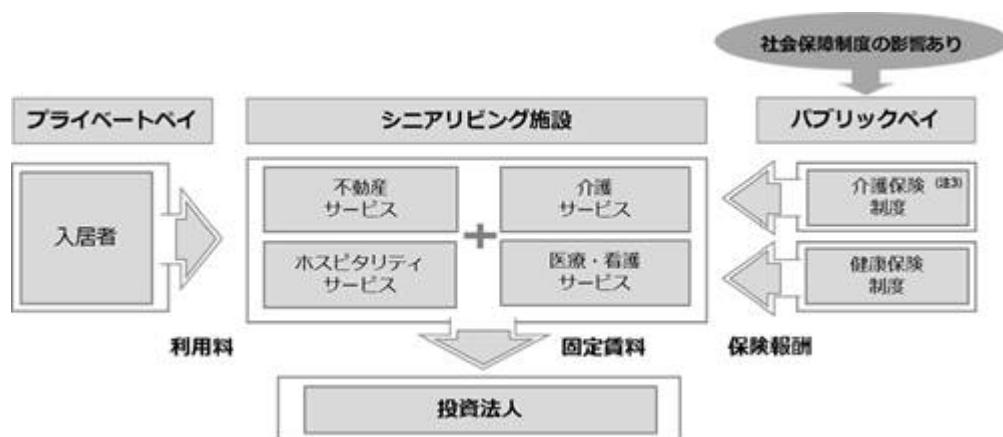 社会保障制度の影響あり
プライベートペイ
シニアリビング施設
パブリックペイ
入居者
不動産
サービス
介護
サービス
ホスピタリティ
サービス
医療・看護
サービス
介護保険 (注3)
制度
健康保険
制度
利用料
固定賃料
保険報酬
投資法人